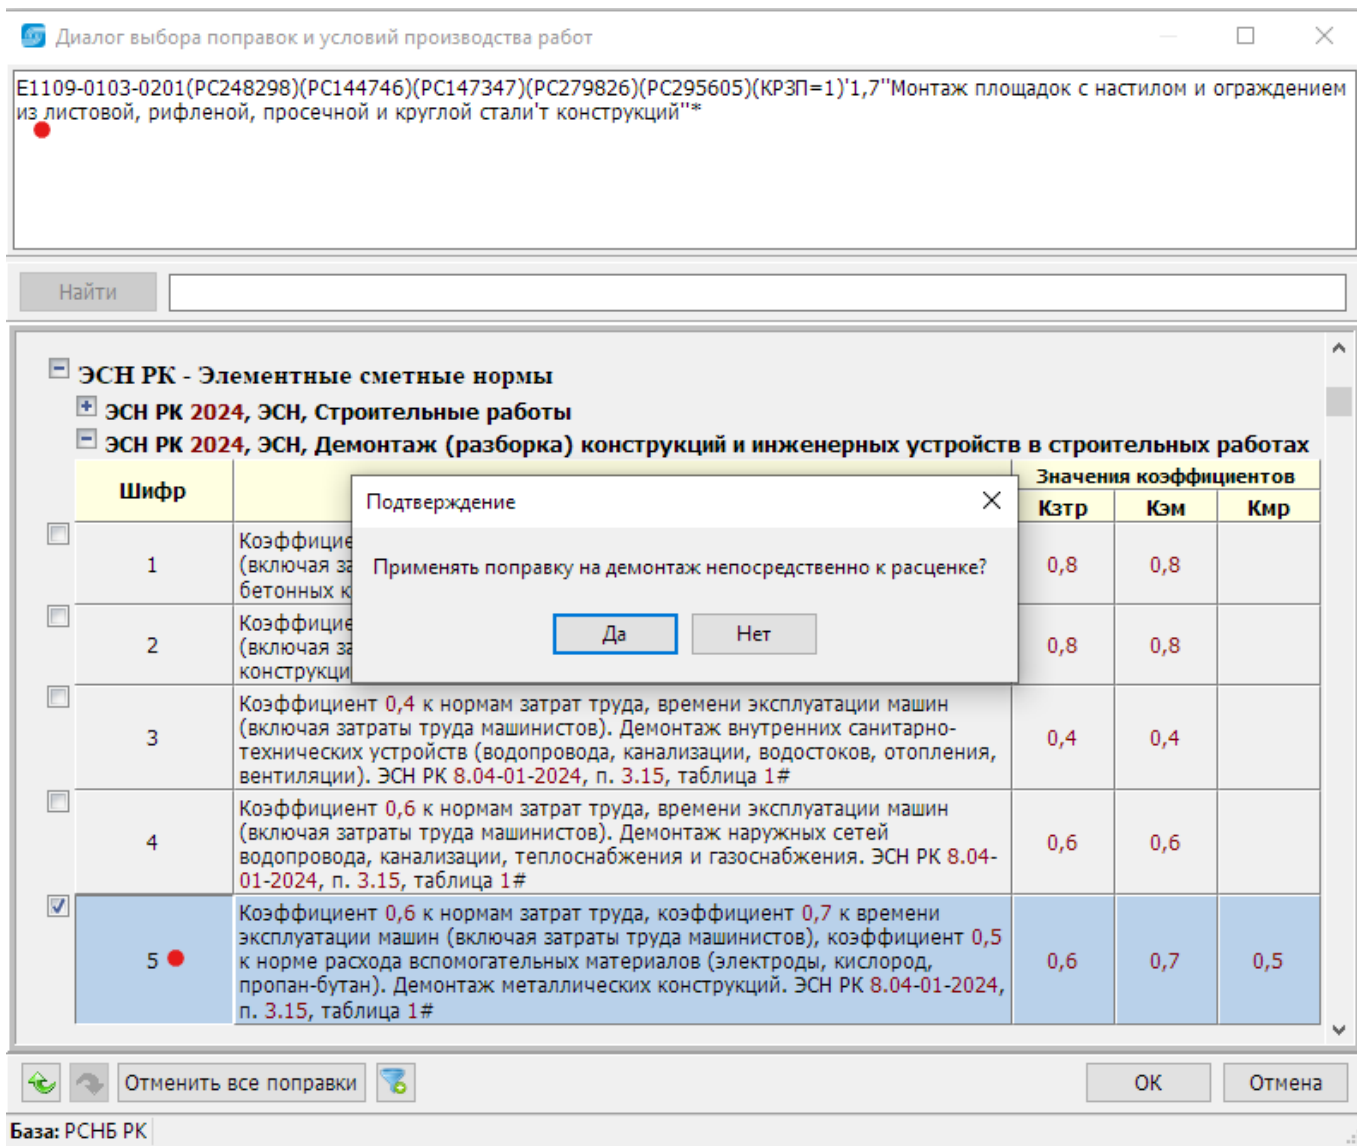 Диалог выбора поправок и условий производства работ
E1109-0103-0201(РС248298)(РС144746)(РС147347)(РС279826)(РС295605)(КРЗП=1)'1,7''Монтаж площадок с настилом и ограждением
из листовой, рифленой, просечной и круглой стали'т конструкций''*
Найти
ЭСН РК - Элементные сметные нормы
ЭСН РК 2024, ЭСН, Строительные работы
ЭСН РК 2024, ЭСН, Демонтаж (разборка) конструкций и инженерных устройств в строительных работах
Шифр
Значения коэффициентов
Кзтр Кэм Кмр
Подтверждение
Применять поправку на демонтаж непосредственно к расценке?
Да Нет
1
(включая
бетонных
0,8 0,8
2
(включая
0,8 0,8
3
Коэффициент 0,4 к нормам затрат труда, времени эксплуатации машин
(включая затраты труда машинистов). Демонтаж внутренних санитарно-
технических устройств (водопровода, канализации, водостоков, отопления,
вентиляции). ЭСН РК 8.04-01-2024, п. 3.15, таблица 1#
0,4 0,4
4
Коэффициент 0,6 к нормам затрат труда, времени эксплуатации машин
(включая затраты труда машинистов). Демонтаж наружных сетей
водопровода, канализации, теплоснабжения и газоснабжения. ЭСН РК 8.04-
01-2024, п. 3.15, таблица 1#
0,6 0,6
5
Коэффициент 0,6 к нормам затрат труда, коэффициент 0,7 к времени
эксплуатации машин (включая затраты труда машинистов), коэффициент 0,5
к норме расхода вспомогательных материалов (электроды, кислород,
пропан-бутан). Демонтаж металлических конструкций. ЭСН РК 8.04-01-2024,
п. 3.15, таблица 1#
0,6 0,7 0,5
Отменить все поправки
ОК Отмена
База: РСНБ РК